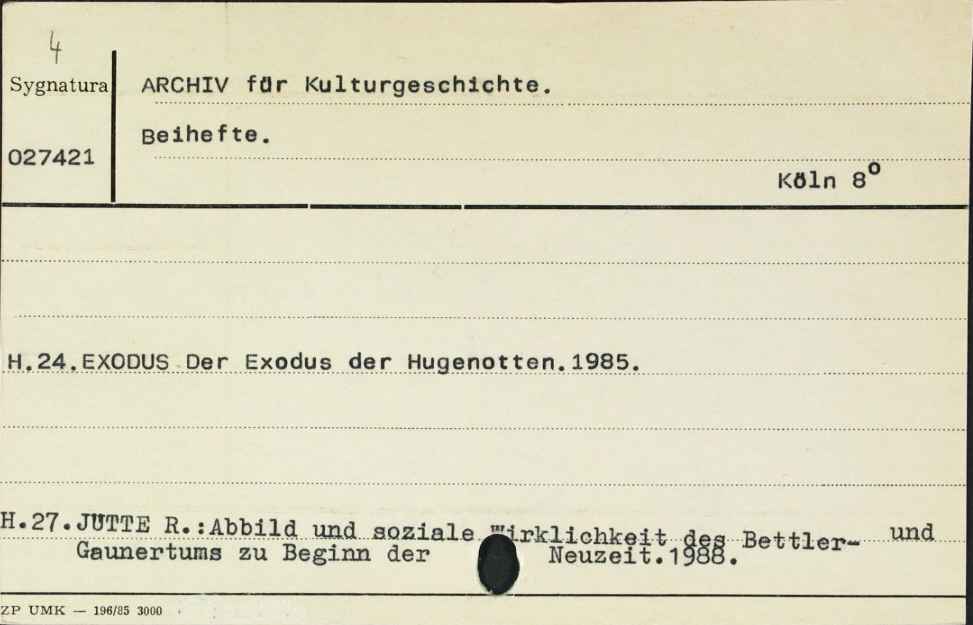 4
Sygnatura
ARCHIV für Kulturgeschichte.
Beihefte.
027421
Köln 8°
H.24.EXODUS Der Exodus der Hugenotten.1985.
H.27.JÜTTE R.:Abbild und soziale Wirklichkeit des Bettler- und
Gaunertums zu Beginn der Neuzeit.1988.
ZP UMK — 196/85 3000